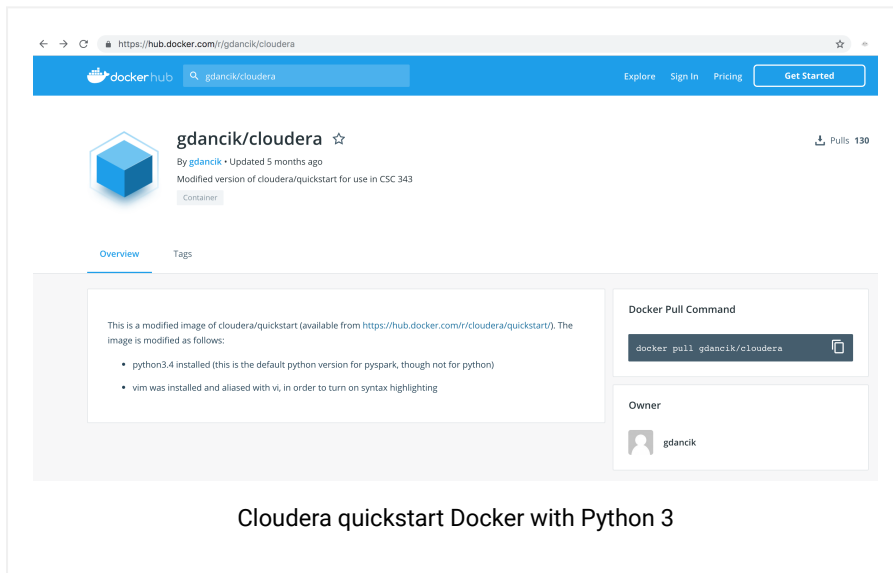 https://hub.docker.com/r/gdancik/cloudera
dockerhub
gdancik/cloudera
Explore
Sign In
Pricing
Get Started
gdancik/cloudera
Pulls 130
By gdancik • Updated 5 months ago
Modified version of cloudera/quickstart for use in CSC 343
Container
Overview
Tags
This is a modified image of cloudera/quickstart (available from https://hub.docker.com/r/cloudera/quickstart/). The
image is modified as follows:
• python3.4 installed (this is the default python version for pyspark, though not for python)
• vim was installed and aliased with vi, in order to turn on syntax highlighting
Docker Pull Command
docker pull gdancik/cloudera
Owner
gdancik
Cloudera quickstart Docker with Python 3